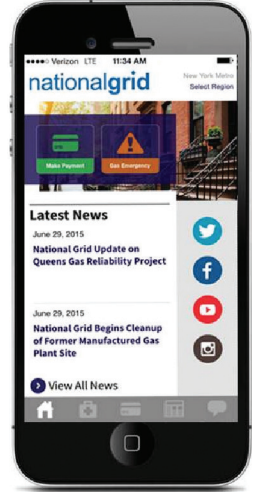 Verizon LTE 11:34 AM
nationalgrid
New York Metro
Select Region
Make Payment
Gas Emergency
Latest News
June 29, 2015
National Grid Update on
Queens Gas Reliability Project
June 29, 2015
National Grid Begins Cleanup
of Former Manufactured Gas
Plant Site
View All News